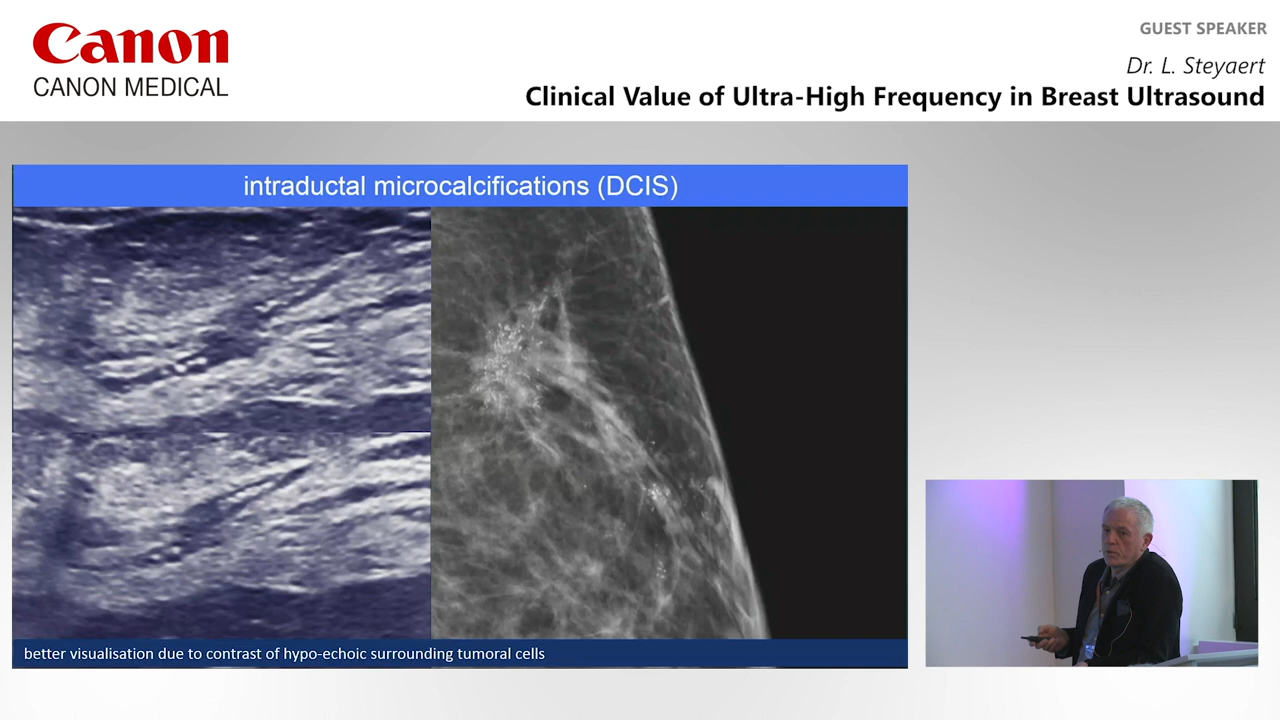 Canon
CANON MEDICAL
GUEST SPEAKER
Dr. L. Steyaert
Clinical Value of Ultra-High Frequency in Breast Ultrasound
intraductal microcalcifications (DCIS)
better visualisation due to contrast of hypo-echoic surrounding tumoral cells